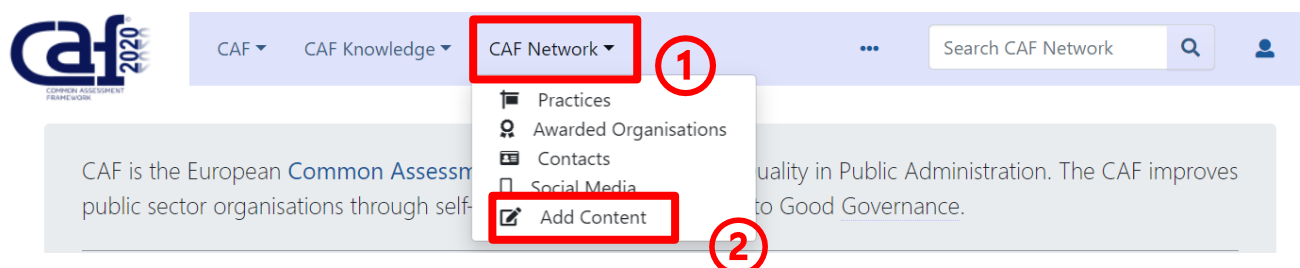 caf 2020
COMMON ASSESSMENT
FRAMEWORK
CAF
CAF Knowledge
CAF Network
1
Search CAF Network
Practices
Awarded Organisations
Contacts
Social Media
Add Content
2
CAF is the European Common Assessm uality in Public Administration. The CAF improves
public sector organisations through self- to Good Governance.